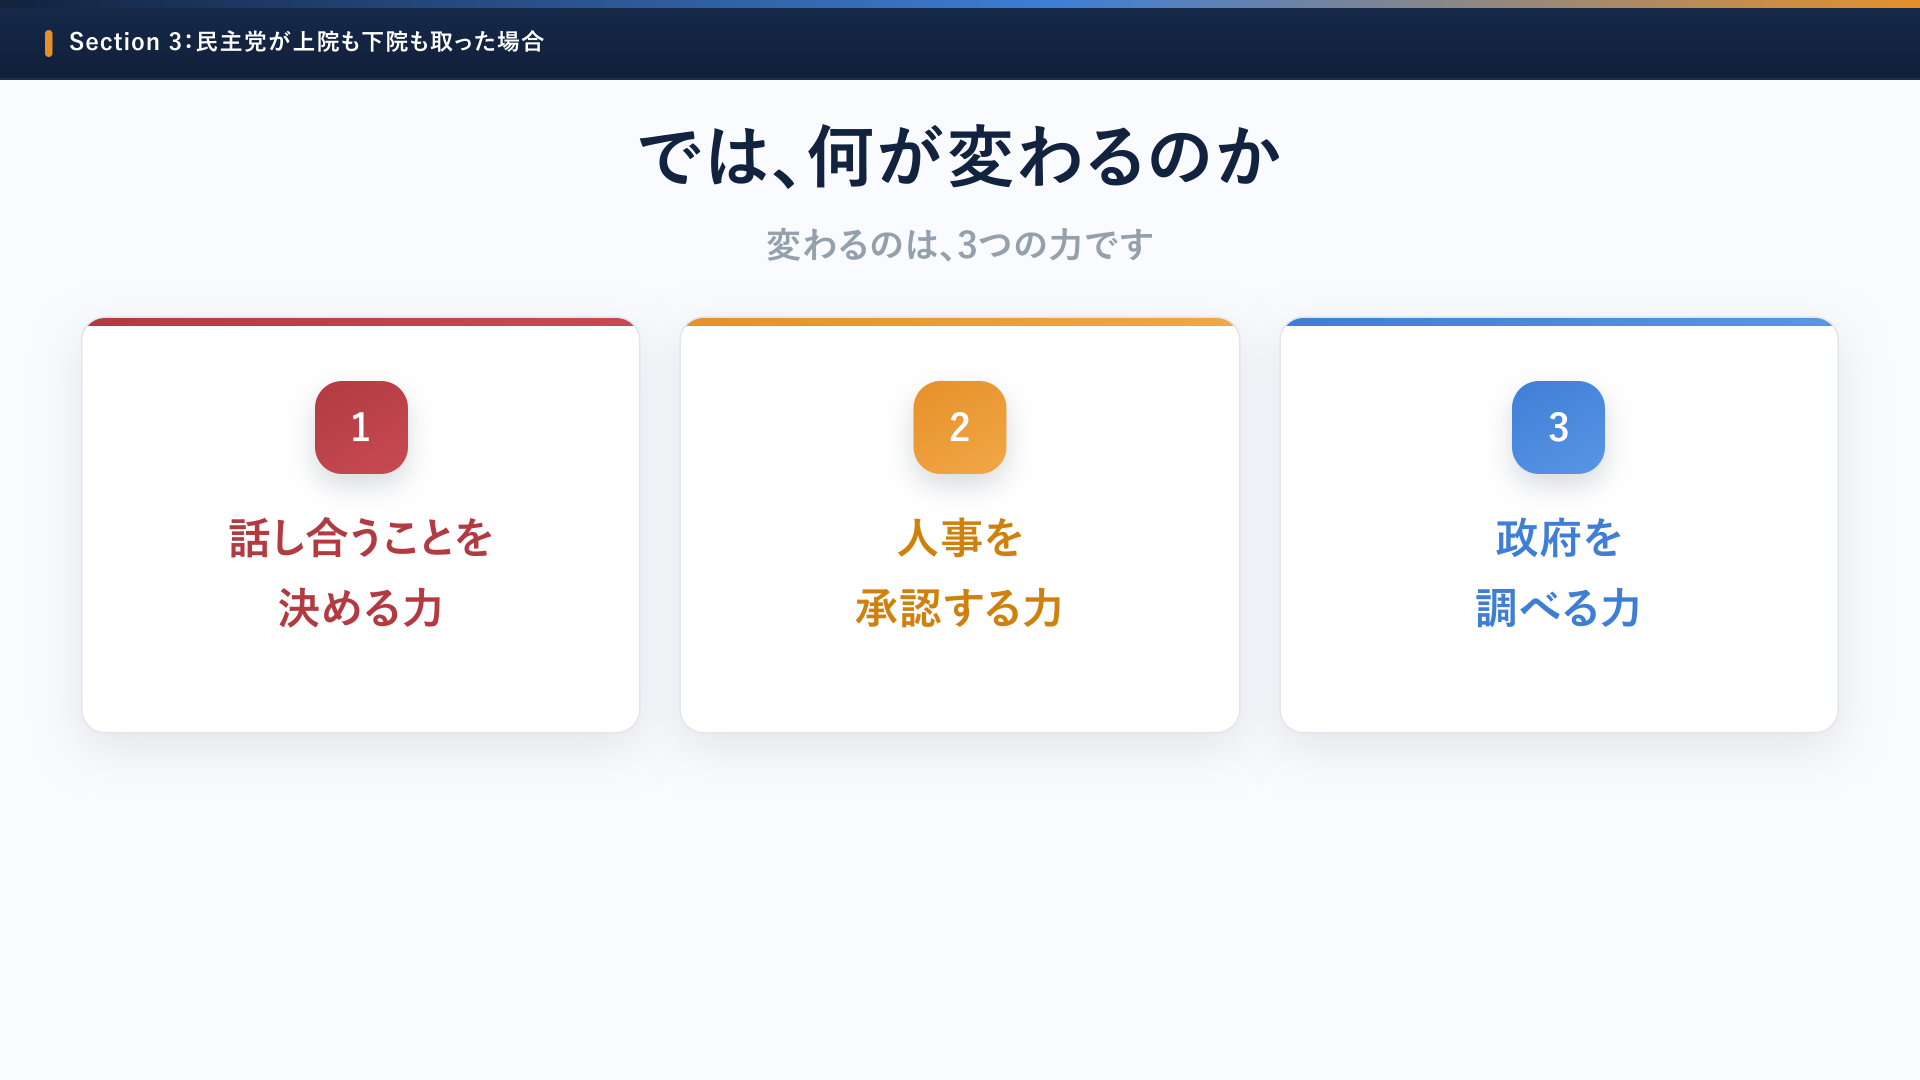 Section 3：民主党が上院も下院も取った場合
では、何が変わるのか
変わるのは、3つの力です
1
話し合うことを
決める力
2
人事を
承認する力
3
政府を
調べる力